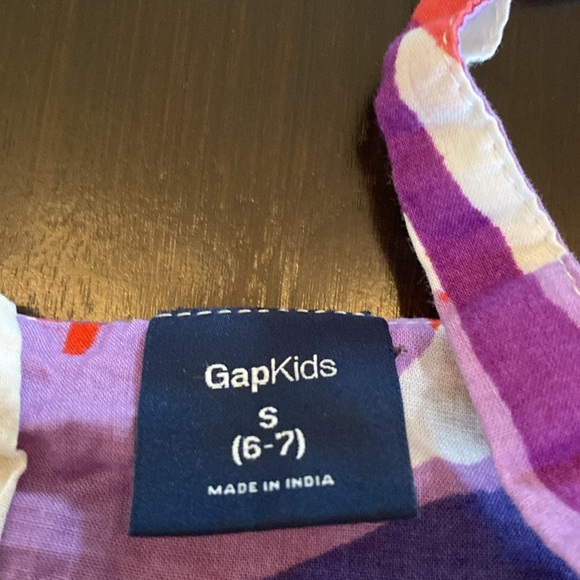 GapKids
S
(6-7)
MADE IN INDIA